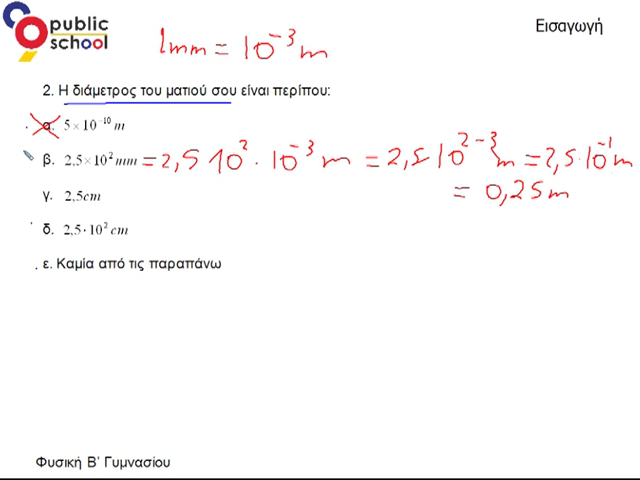 public
school
Εισαγωγή
1mm = 10⁻³ m
2. Η διάμετρος του ματιού σου είναι περίπου:
α. 5×10⁻¹⁰ m
β. 2,5×10² mm = 2,5 10² · 10⁻³ m = 2,5 10²⁻³ m = 2,5·10⁻¹ m
= 0,25m
γ. 2,5cm
δ. 2,5·10² cm
ε. Καμία από τις παραπάνω
Φυσική Β' Γυμνασίου